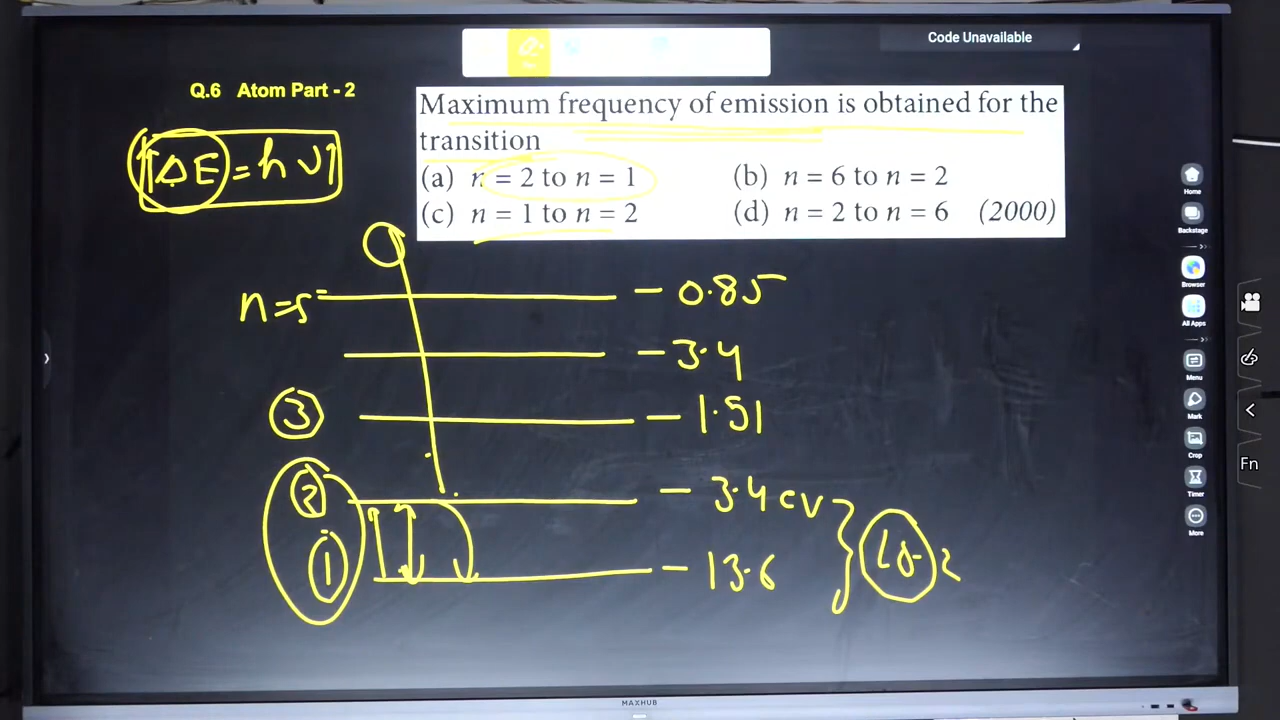 Code Unavailable
Q.6 Atom Part - 2
Maximum frequency of emission is obtained for the
transition
(a) n = 2 to n = 1 (b) n = 6 to n = 2
(c) n = 1 to n = 2 (d) n = 2 to n = 6 (2000)
↑ΔE = hν↑
n=5 - 0.85
- 3.4
3 - 1.51
2 - 3.4 eV
1 - 13.6
10.2
Home
Backstage
Browser
All Apps
Menu
Mark
Crop
Timer
More
Fn
MAXHUB